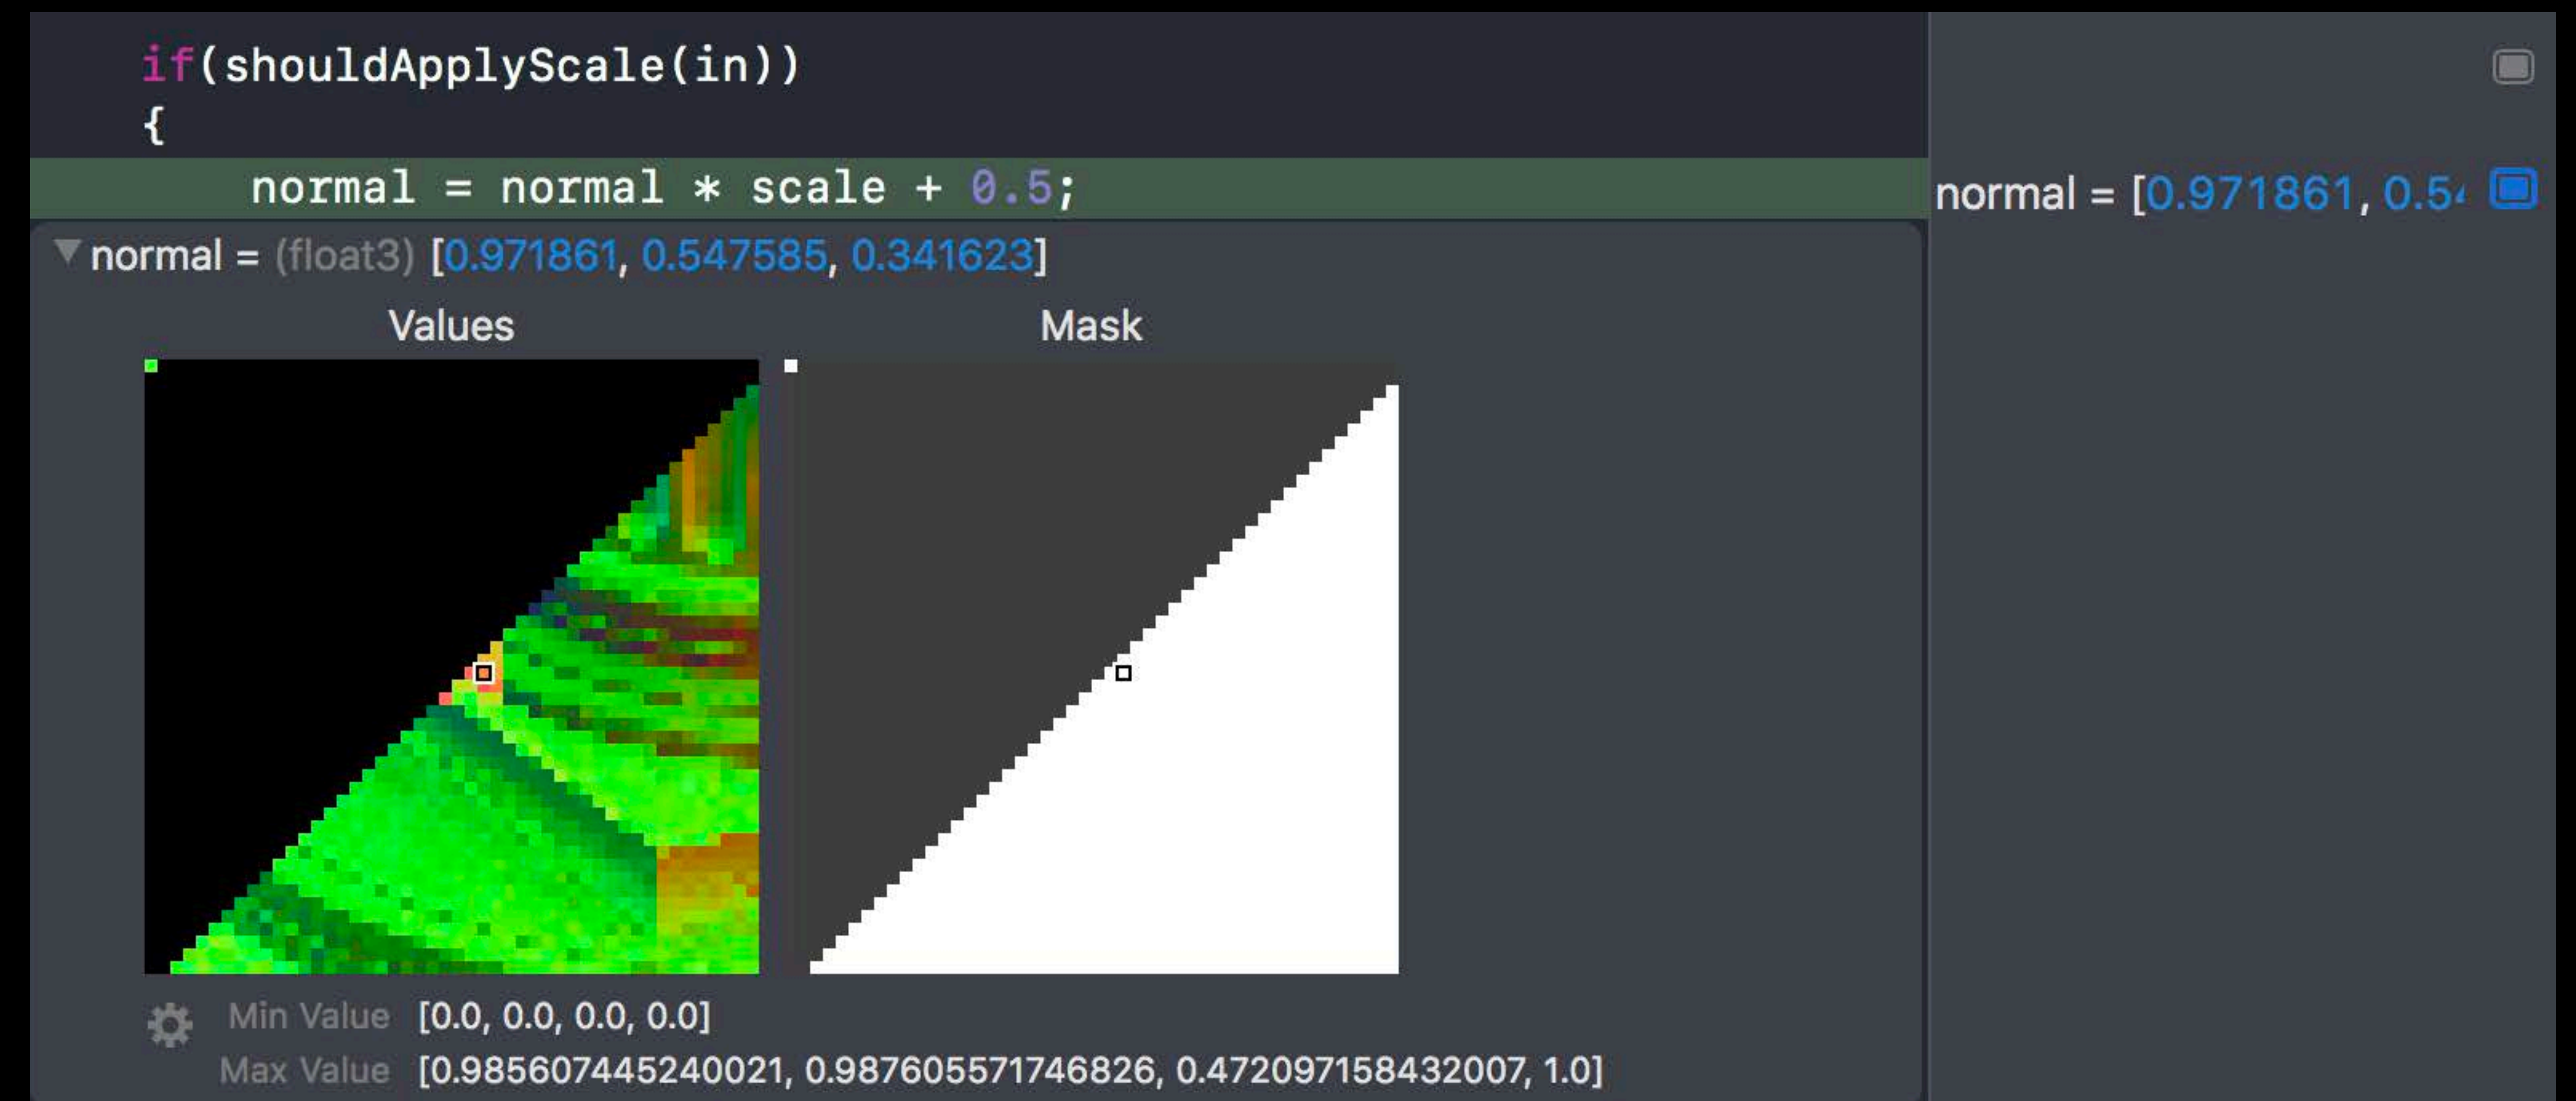 if(shouldApplyScale(in))
{
normal = normal * scale + 0.5;
normal = [0.971861, 0.54
normal = (float3) [0.971861, 0.547585, 0.341623]
Values Mask
Min Value [0.0, 0.0, 0.0, 0.0]
Max Value [0.985607445240021, 0.987605571746826, 0.472097158432007, 1.0]